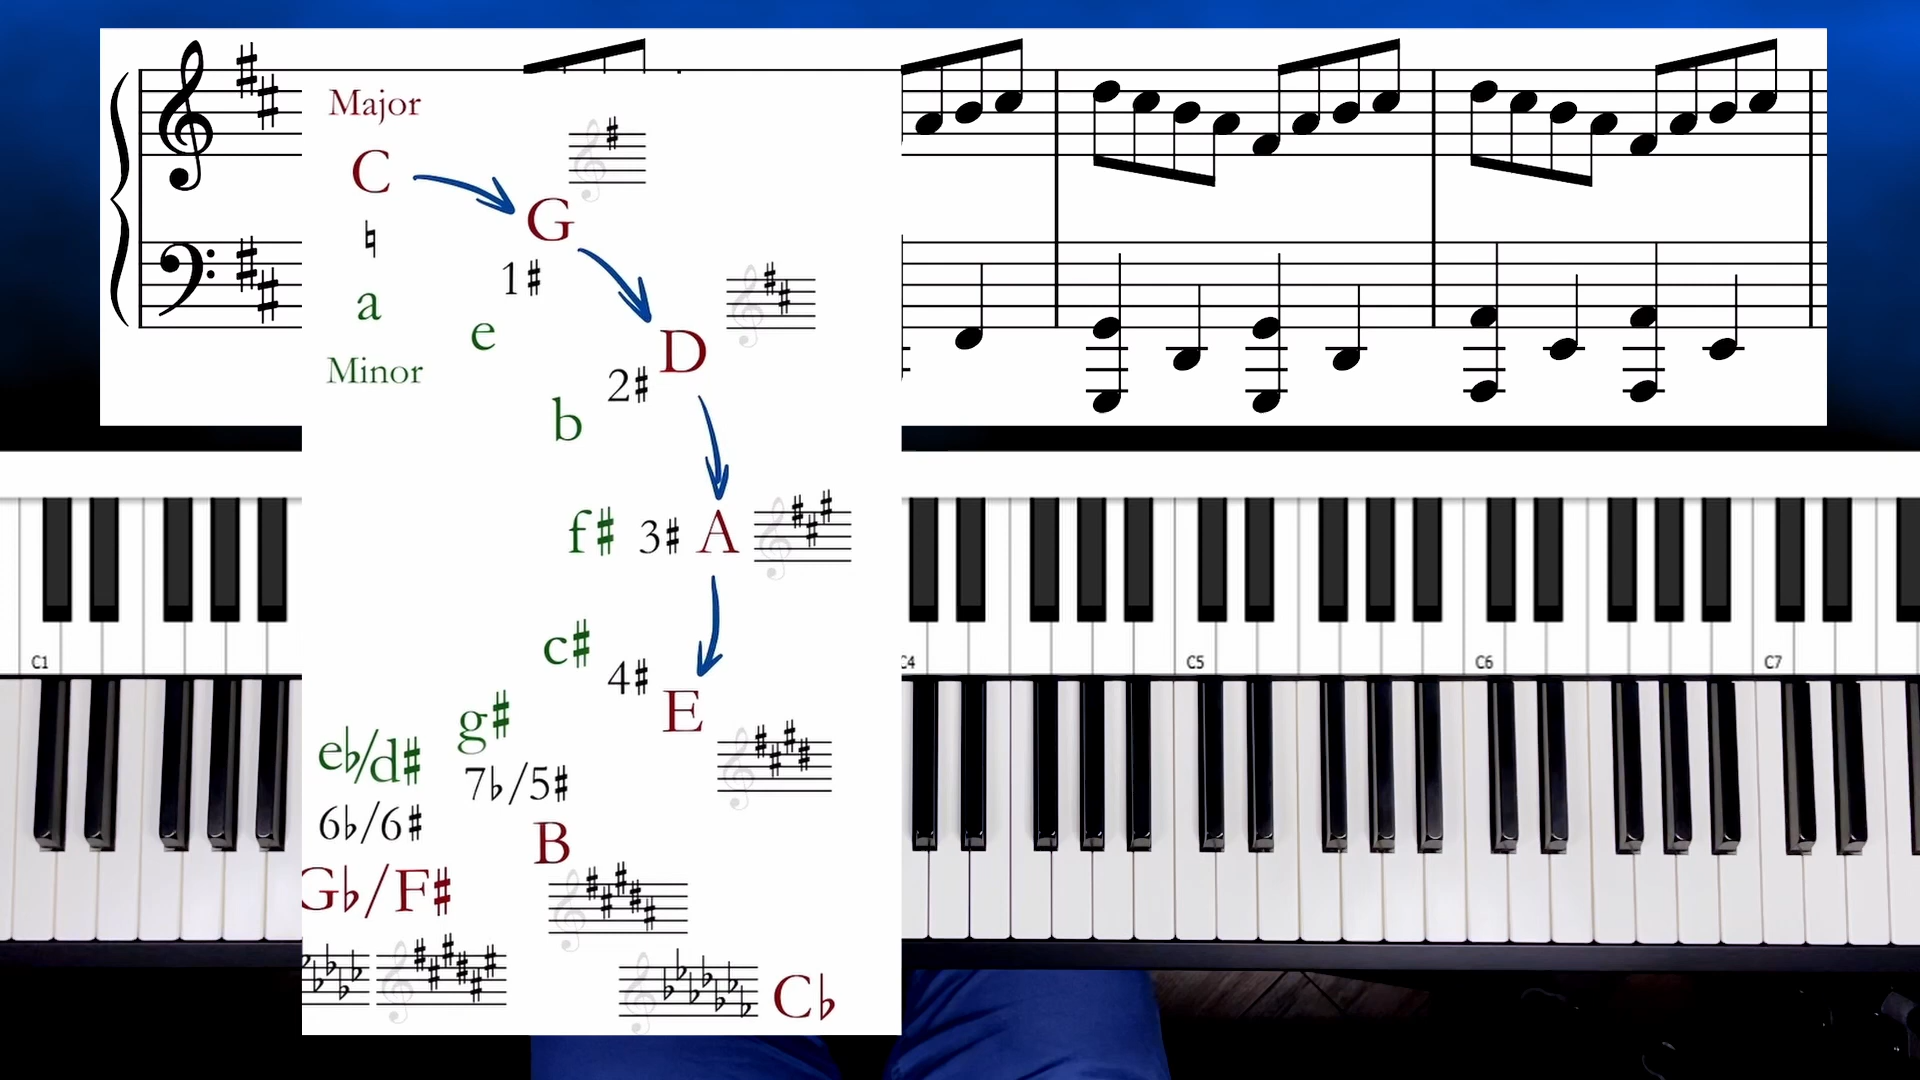 Major
C
G
♮
1♯
a
e
D
Minor
2♯
b
f♯ 3♯ A
c♯
4♯
E
g♯
e♭/d♯
7♭/5♯
6♭/6♯
B
G♭/F♯
C♭
C1
C4
C5
C6
C7